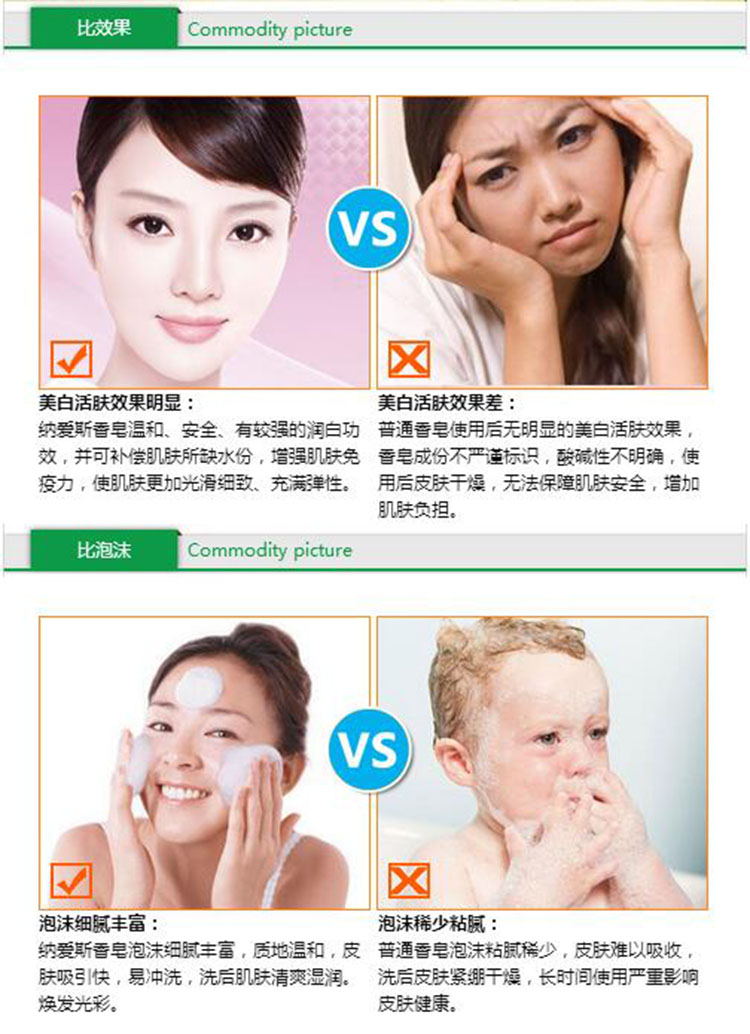 比效果
Commodity picture
VS
美白活肤效果明显：
纳爱斯香皂温和、安全、有较强的润白功
效，并可补偿肌肤所缺水份，增强肌肤免
疫力，使肌肤更加光滑细致、充满弹性。
美白活肤效果差：
普通香皂使用后无明显的美白活肤效果，
香皂成份不严谨标识，酸碱性不明确，使
用后皮肤干燥，无法保障肌肤安全，增加
肌肤负担。
比泡沫
Commodity picture
VS
泡沫细腻丰富：
纳爱斯香皂泡沫细腻丰富，质地温和，皮
肤吸引快，易冲洗，洗后肌肤清爽湿润。
焕发光彩。
泡沫稀少粘腻：
普通香皂泡沫粘腻稀少，皮肤难以吸收，
洗后皮肤紧绷干燥，长时间使用严重影响
皮肤健康。